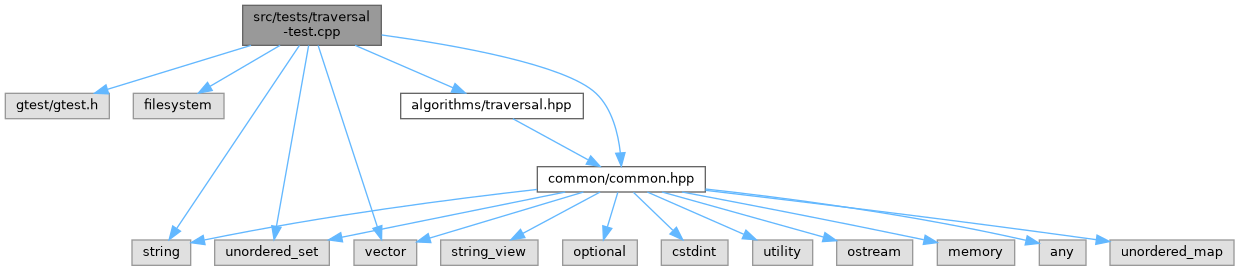 src/tests/traversal
-test.cpp
gtest/gtest.h
filesystem
algorithms/traversal.hpp
common/common.hpp
string
unordered_set
vector
string_view
optional
cstdint
utility
ostream
memory
any
unordered_map